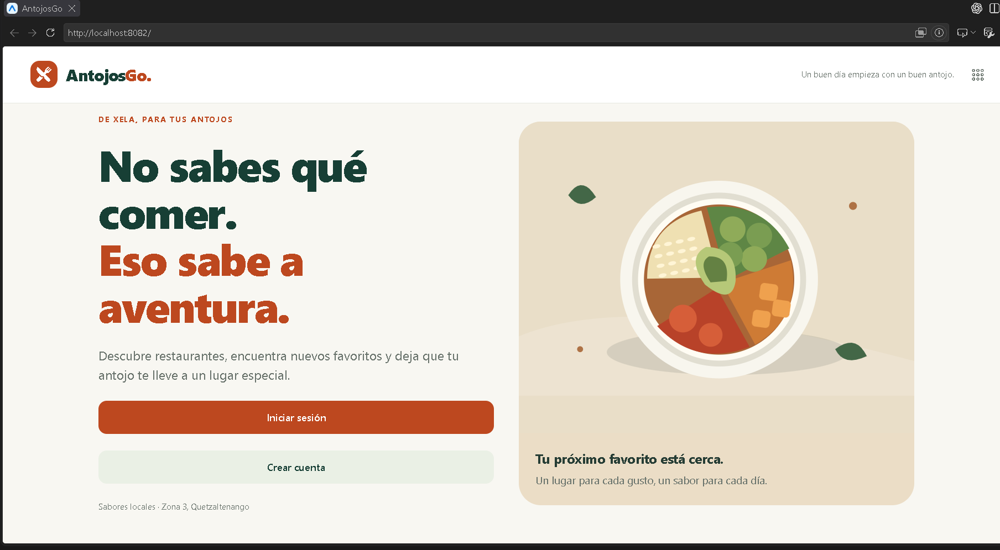 AntojosGo
http://localhost:8082/
AntojosGo.
Un buen día empieza con un buen antojo.
DE XELA, PARA TUS ANTOJOS
No sabes qué
comer.
Eso sabe a
aventura.
Descubre restaurantes, encuentra nuevos favoritos y deja que tu
antojo te lleve a un lugar especial.
Iniciar sesión
Crear cuenta
Sabores locales · Zona 3, Quetzaltenango
Tu próximo favorito está cerca.
Un lugar para cada gusto, un sabor para cada día.